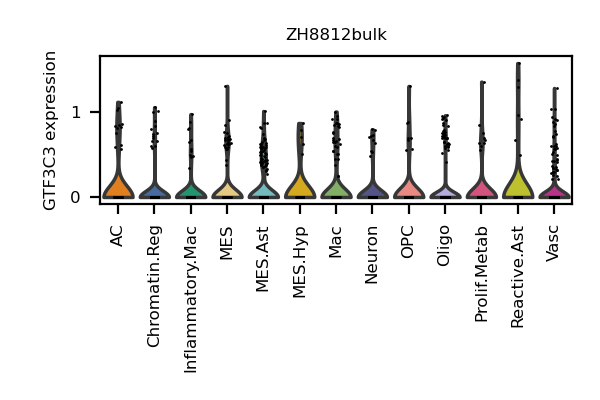 ZH8812bulk
GTF3C3 expression
1
0
AC
Chromatin.Reg
Inflammatory.Mac
MES
MES.Ast
MES.Hyp
Mac
Neuron
OPC
Oligo
Prolif.Metab
Reactive.Ast
Vasc